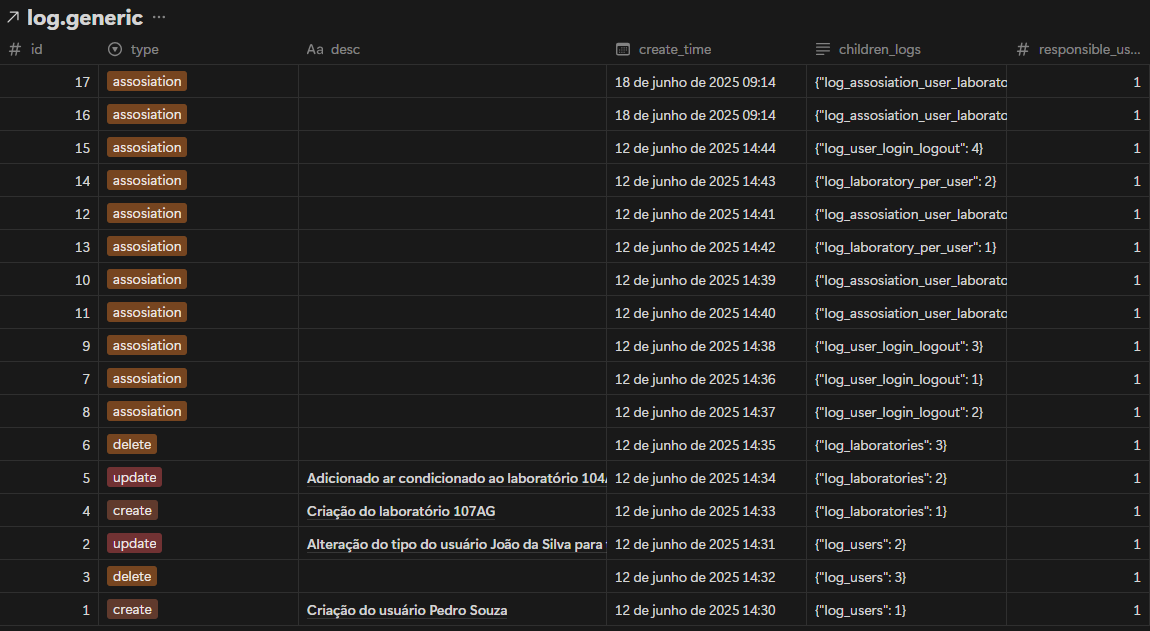 log.generic ...
# id type Aa desc create_time children_logs # responsible_us...
17 assosiation 18 de junho de 2025 09:14 {"log_assosiation_user_laborato 1
16 assosiation 18 de junho de 2025 09:14 {"log_assosiation_user_laborato 1
15 assosiation 12 de junho de 2025 14:44 {"log_user_login_logout": 4} 1
14 assosiation 12 de junho de 2025 14:43 {"log_laboratory_per_user": 2} 1
12 assosiation 12 de junho de 2025 14:41 {"log_assosiation_user_laborato 1
13 assosiation 12 de junho de 2025 14:42 {"log_laboratory_per_user": 1} 1
10 assosiation 12 de junho de 2025 14:39 {"log_assosiation_user_laborato 1
11 assosiation 12 de junho de 2025 14:40 {"log_assosiation_user_laborato 1
9 assosiation 12 de junho de 2025 14:38 {"log_user_login_logout": 3} 1
7 assosiation 12 de junho de 2025 14:36 {"log_user_login_logout": 1} 1
8 assosiation 12 de junho de 2025 14:37 {"log_user_login_logout": 2} 1
6 delete 12 de junho de 2025 14:35 {"log_laboratories": 3} 1
5 update Adicionado ar condicionado ao laboratório 104A 12 de junho de 2025 14:34 {"log_laboratories": 2} 1
4 create Criação do laboratório 107AG 12 de junho de 2025 14:33 {"log_laboratories": 1} 1
2 update Alteração do tipo do usuário João da Silva para 12 de junho de 2025 14:31 {"log_users": 2} 1
3 delete 12 de junho de 2025 14:32 {"log_users": 3} 1
1 create Criação do usuário Pedro Souza 12 de junho de 2025 14:30 {"log_users": 1} 1